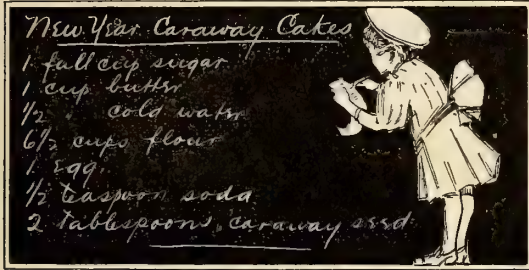 New Year Caraway Cakes
1 full cup sugar
1 cup butter
1/2 " cold water
6 1/2 cups flour
1 Egg
1/2 teaspoon soda
2 tablespoons caraway seed